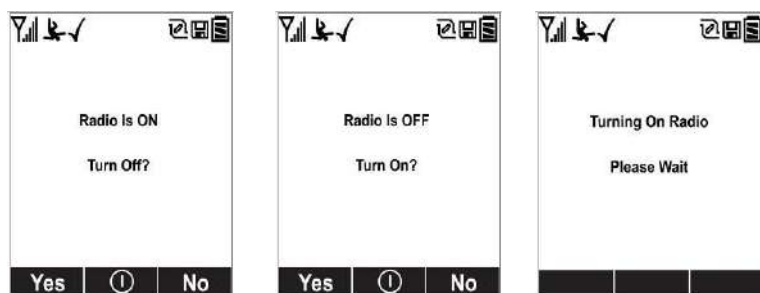 Radio Is ON
Turn Off?
Yes
No
Radio Is OFF
Turn On?
Yes
No
Turning On Radio
Please Wait